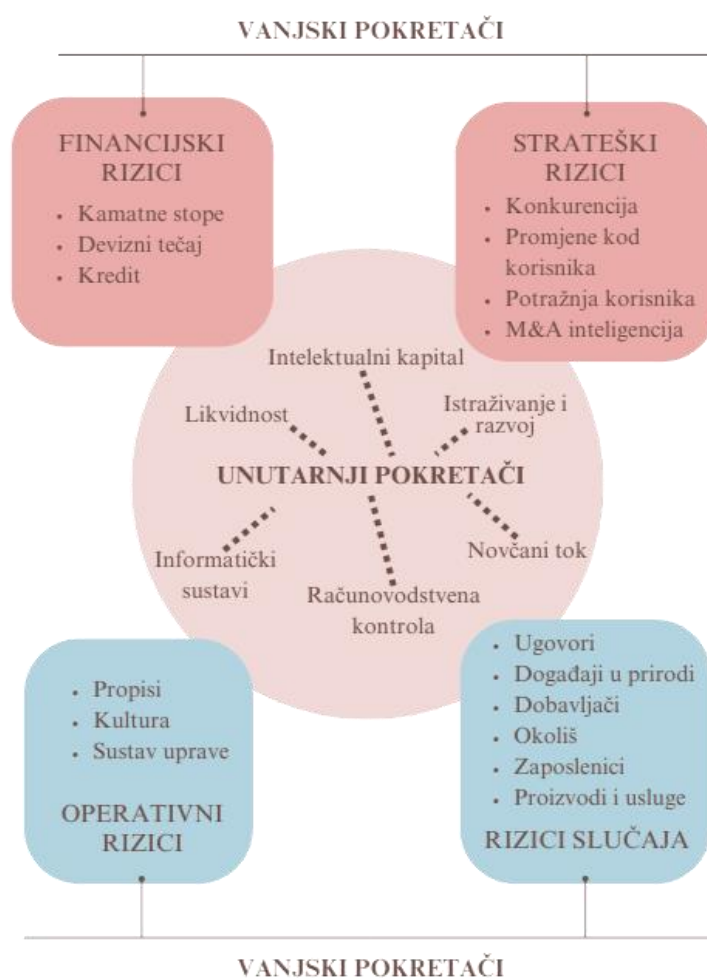 VANJSKI POKRETAČI
FINANCIJSKI
RIZICI
• Kamatne stope
• Devizni tečaj
• Kredit
STRATEŠKI
RIZICI
• Konkurencija
• Promjene kod
korisnika
• Potražnja korisnika
• M&A inteligencija
Intelektualni kapital
Likvidnost
Istraživanje i
razvoj
UNUTARNJI POKRETAČI
Informatički
sustavi
Računovodstvena
kontrola
Novčani tok
• Propisi
• Kultura
• Sustav uprave
OPERATIVNI
RIZICI
• Ugovori
• Događaji u prirodi
• Dobavljači
• Okoliš
• Zaposlenici
• Proizvodi i usluge
RIZICI SLUČAJA
VANJSKI POKRETAČI